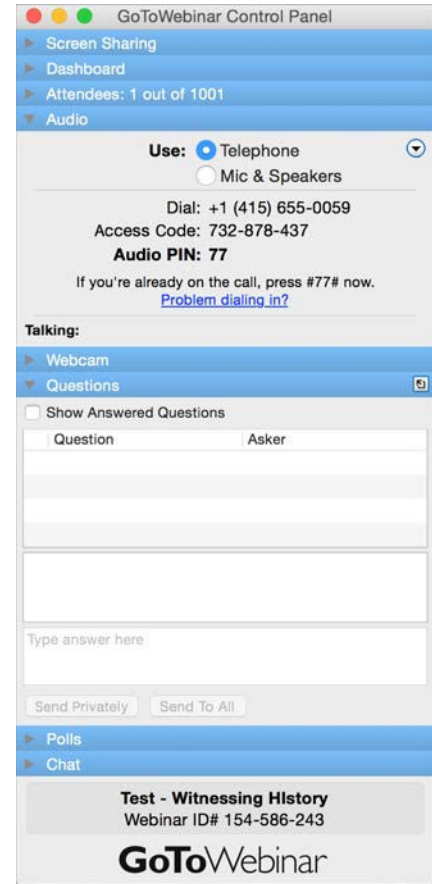 GoToWebinar Control Panel
Screen Sharing
Dashboard
Attendees: 1 out of 1001
Audio
Use: Telephone
Mic & Speakers
Dial: +1 (415) 655-0059
Access Code: 732-878-437
Audio PIN: 77
If you're already on the call, press #77# now.
Problem dialing in?
Talking:
Webcam
Questions
Show Answered Questions
Question Asker
Type answer here
Send Privately Send To All
Polls
Chat
Test - Witnessing HIstory
Webinar ID# 154-586-243
GoToWebinar